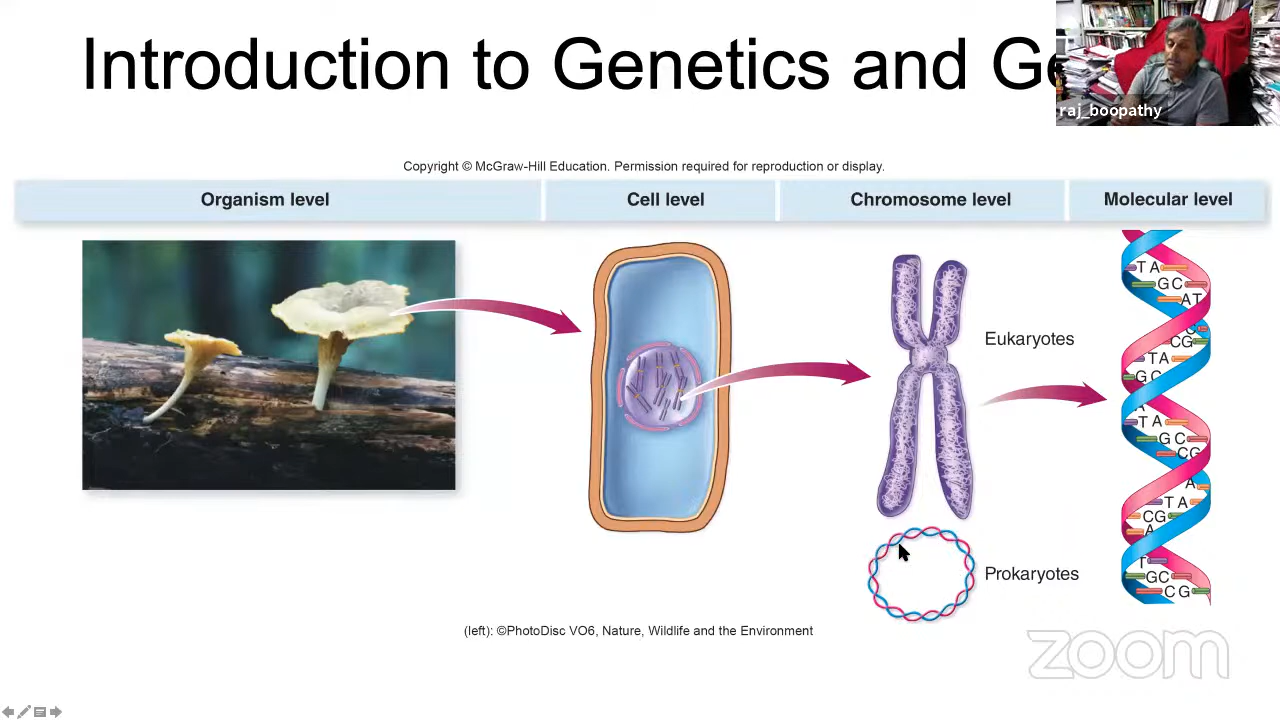 Introduction to Genetics and
raj_boopathy
Copyright © McGraw-Hill Education. Permission required for reproduction or display.
Organism level
Cell level
Chromosome level
Molecular level
Eukaryotes
Prokaryotes
T A
G C
A T
C
C G
T A
G C
A
T A
G C
C G
A
T A
C G
A
T
G C
C G
(left): ©PhotoDisc VO6, Nature, Wildlife and the Environment
zoom